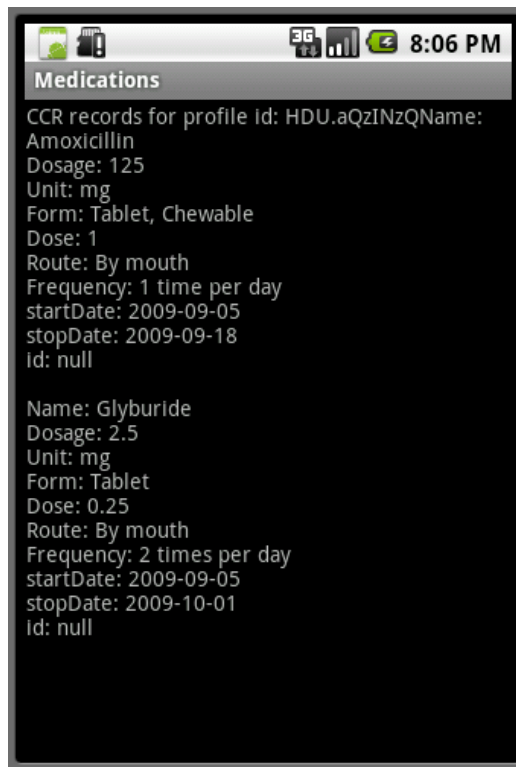 3G 8:06 PM
Medications
CCR records for profile id: HDU.aQzINzQName:
Amoxicillin
Dosage: 125
Unit: mg
Form: Tablet, Chewable
Dose: 1
Route: By mouth
Frequency: 1 time per day
startDate: 2009-09-05
stopDate: 2009-09-18
id: null
Name: Glyburide
Dosage: 2.5
Unit: mg
Form: Tablet
Dose: 0.25
Route: By mouth
Frequency: 2 times per day
startDate: 2009-09-05
stopDate: 2009-10-01
id: null